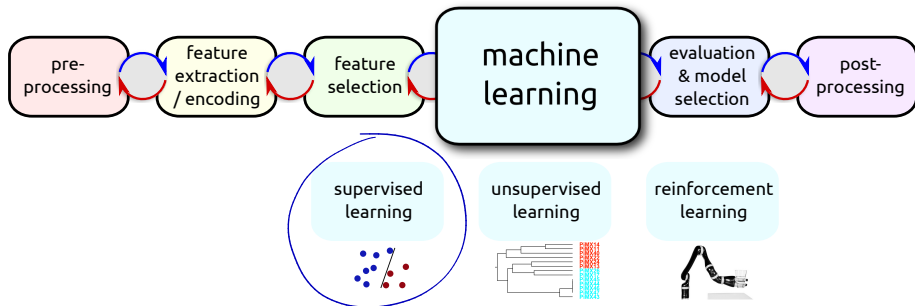 pre-
processing
feature
extraction
/ encoding
feature
selection
machine
learning
evaluation
& model
selection
post-
processing
supervised
learning
unsupervised
learning
reinforcement
learning